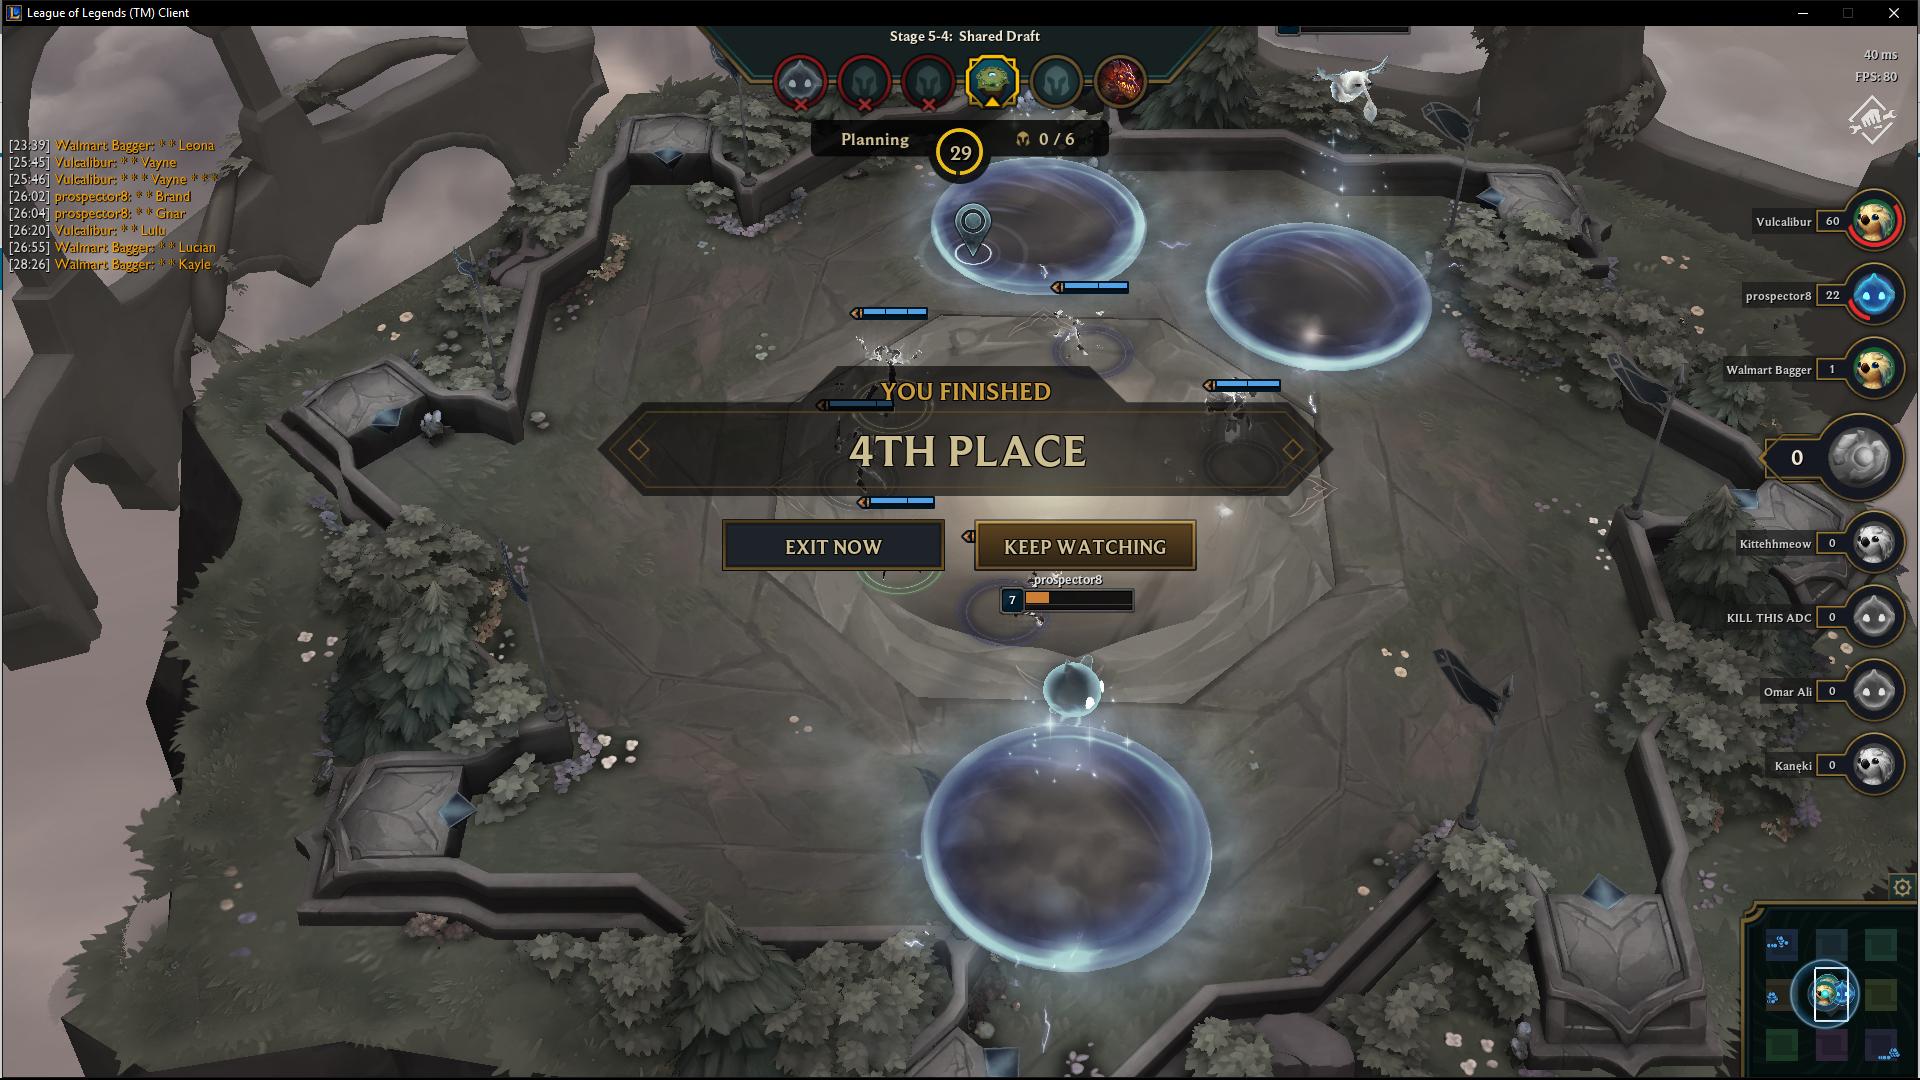 League of Legends (TM) Client
Stage 5-4: Shared Draft
40 ms
FPS: 80
Planning
29
0 / 6
[23:39] Walmart Bagger: * * Leona
[25:45] Vulcalibur: * * Vayne
[25:46] Vulcalibur: * * * Vayne * * *
[26:02] prospector8: * * Brand
[26:04] prospector8: * * Gnar
[26:20] Vulcalibur: * * Lulu
[26:55] Walmart Bagger: * * Lucian
[28:26] Walmart Bagger: * * Kayle
Vulcalibur 60
prospector8 22
Walmart Bagger 1
0
Kittehhmeow 0
KILL THIS ADC 0
Omar Ali 0
Kanęki 0
YOU FINISHED
4TH PLACE
EXIT NOW
KEEP WATCHING
prospector8
7